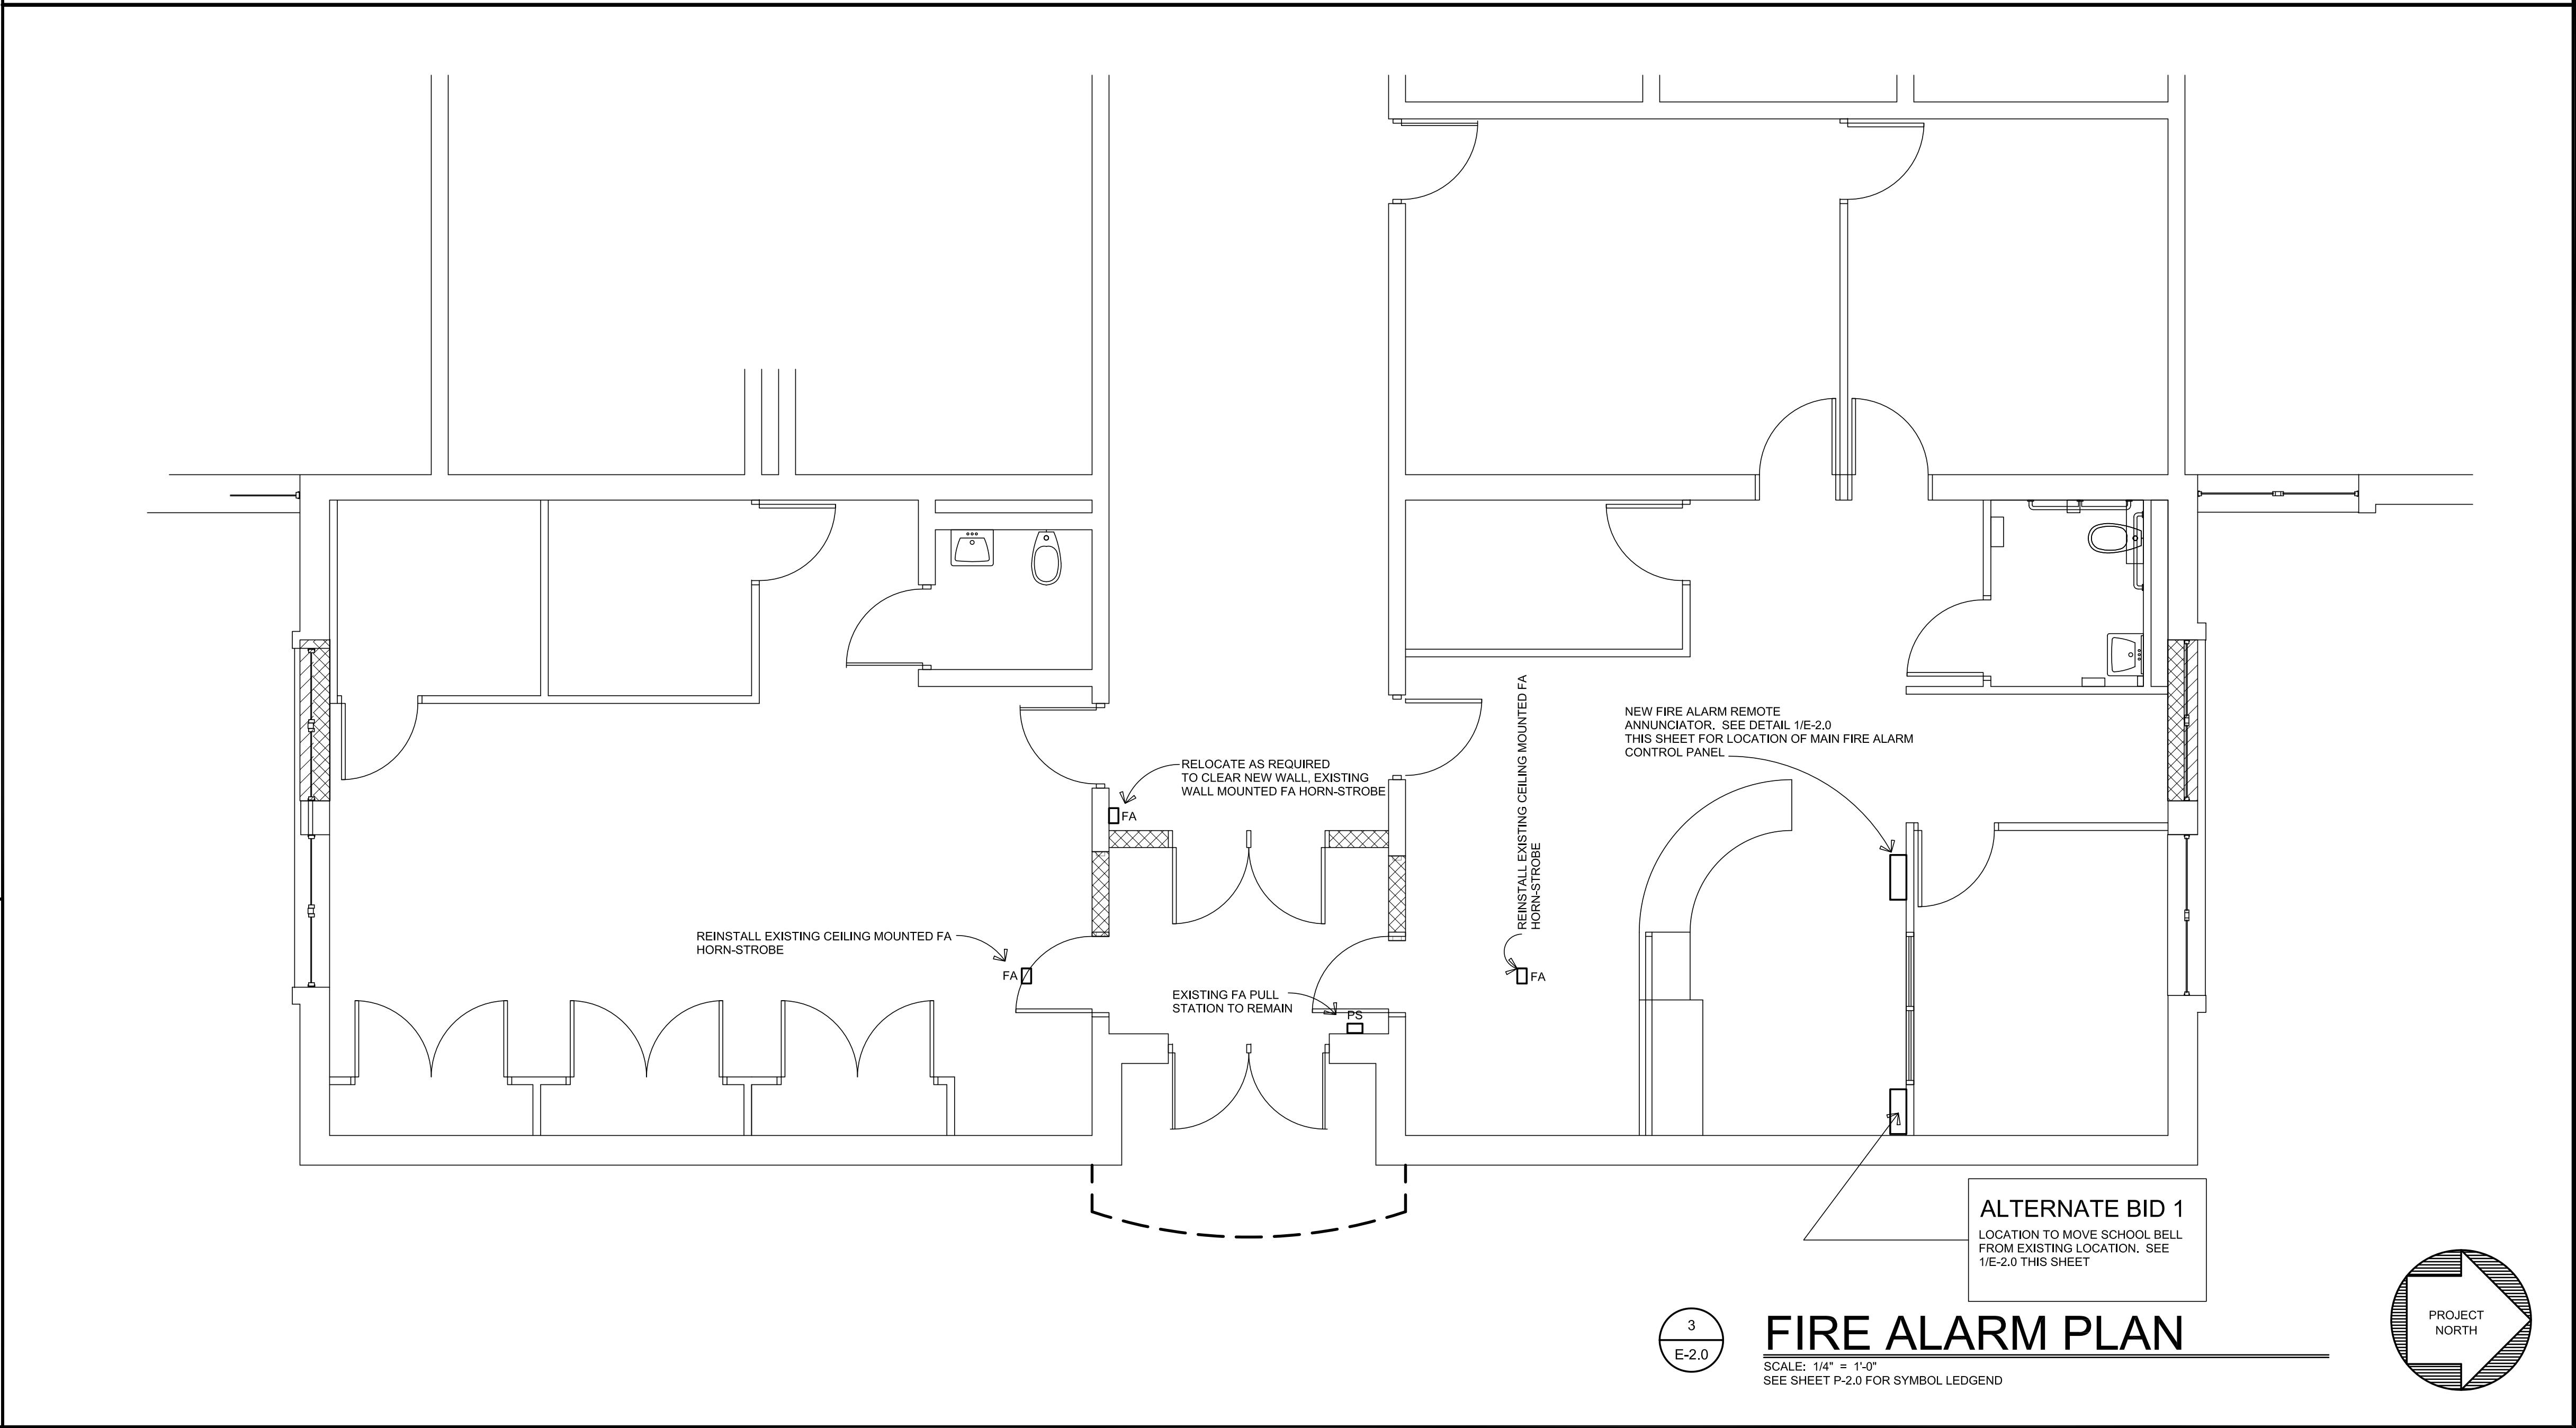 REINSTALL EXISTING CEILING MOUNTED FA
HORN-STROBE
NEW FIRE ALARM REMOTE
ANNUNCIATOR.  SEE DETAIL 1/E-2.0
THIS SHEET FOR LOCATION OF MAIN FIRE ALARM
CONTROL PANEL
RELOCATE AS REQUIRED
TO CLEAR NEW WALL, EXISTING
WALL MOUNTED FA HORN-STROBE
FA
REINSTALL EXISTING CEILING MOUNTED FA
HORN-STROBE
FA
FA
EXISTING FA PULL
STATION TO REMAIN
PS
ALTERNATE BID 1
LOCATION TO MOVE SCHOOL BELL
FROM EXISTING LOCATION.  SEE
1/E-2.0 THIS SHEET
3
E-2.0
FIRE ALARM PLAN
SCALE:  1/4"  =  1'-0"
SEE SHEET P-2.0 FOR SYMBOL LEDGEND
PROJECT
NORTH